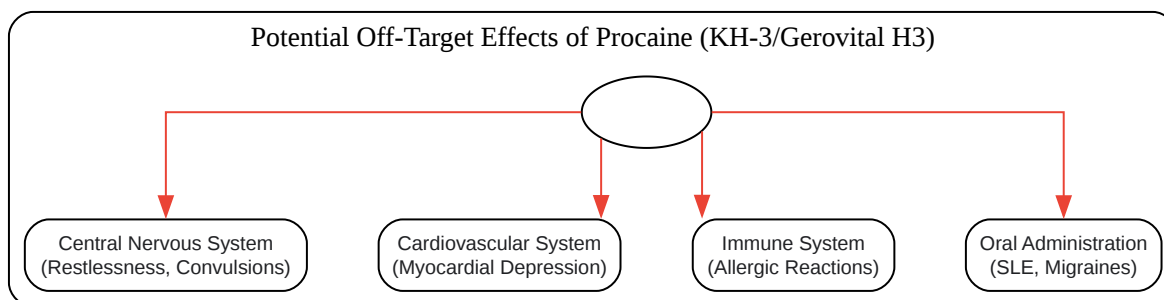 Potential Off-Target Effects of Procaine (KH-3/Gerovital H3)
Central Nervous System
(Restlessness, Convulsions)
Cardiovascular System
(Myocardial Depression)
Immune System
(Allergic Reactions)
Oral Administration
(SLE, Migraines)